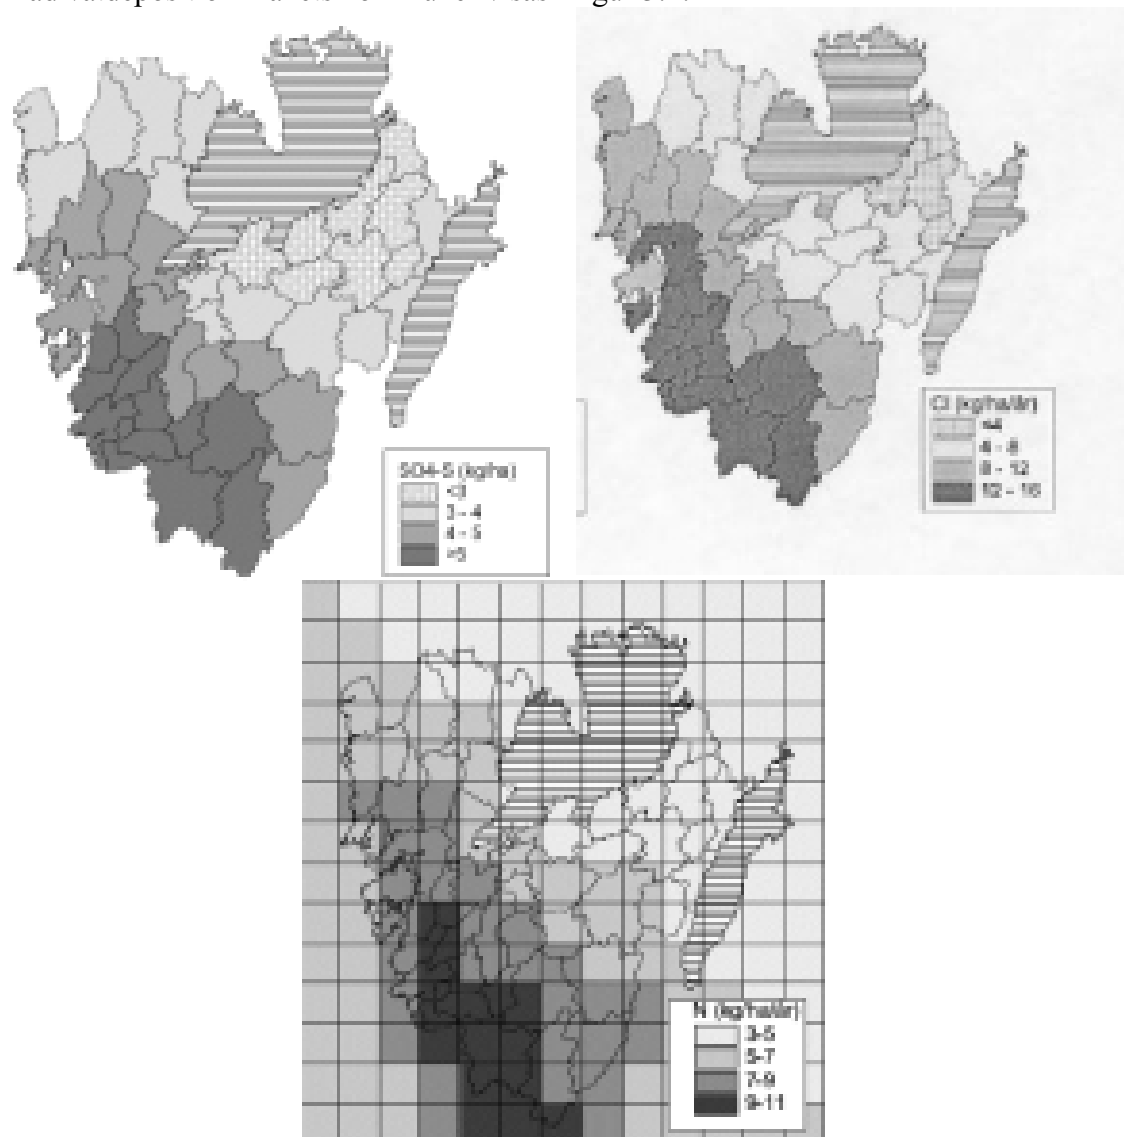 SO4-S (kg/ha)
<3
3 - 4
4 - 5
>5
Cl (kg/ha/år)
<4
4 - 8
8 - 12
12 - 16
N (kg/ha/år)
3-5
5-7
7-9
9-11